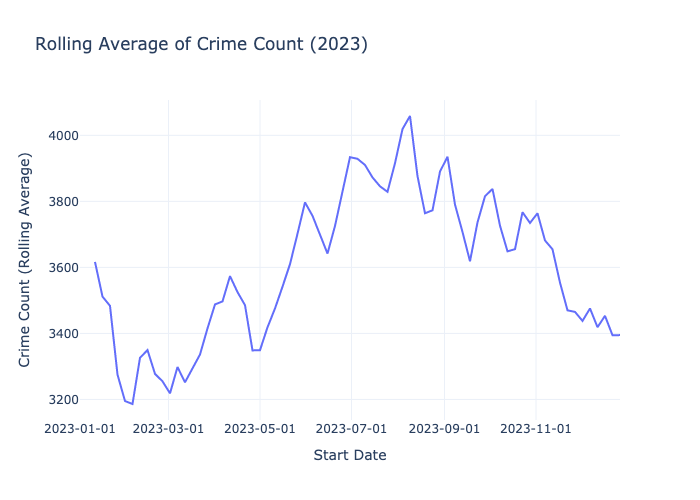 Rolling Average of Crime Count (2023)
4000
3800
3600
3400
3200
Crime Count (Rolling Average)
2023-01-01 2023-03-01 2023-05-01 2023-07-01 2023-09-01 2023-11-01
Start Date